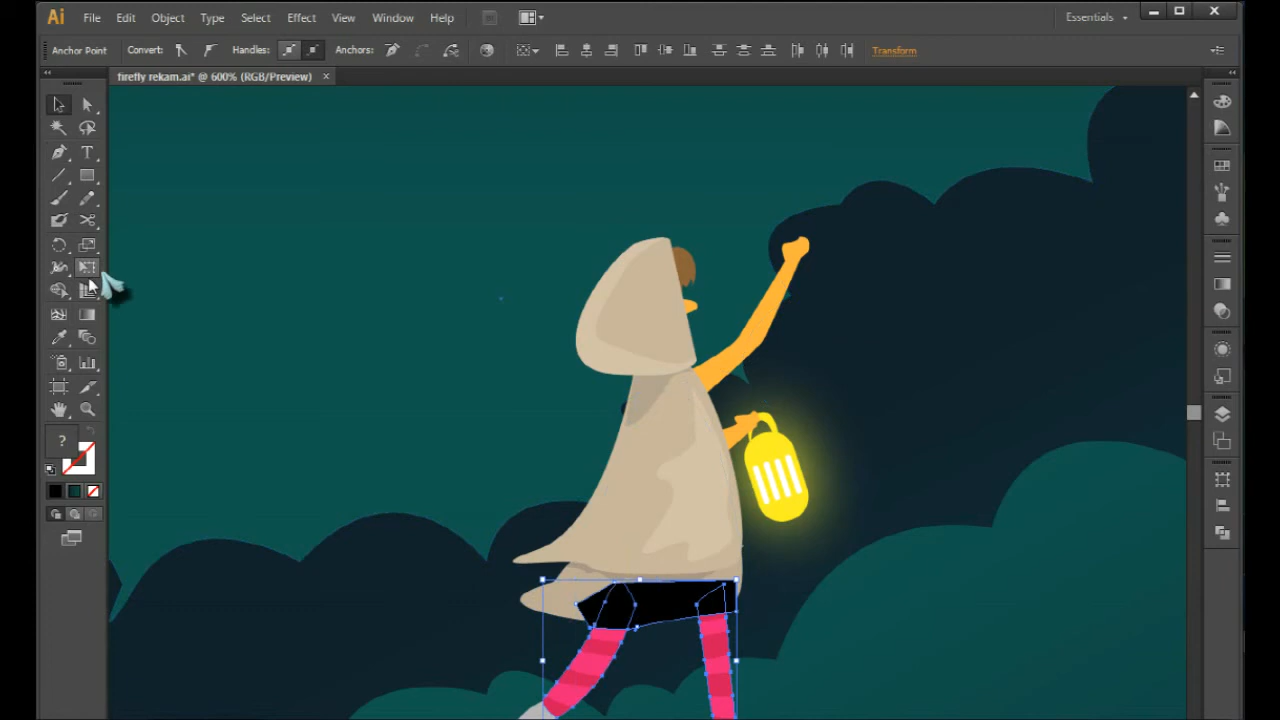 Ai File Edit Object Type Select Effect View Window Help Essentials
Anchor Point Convert: Handles: Anchors: Transform
firefly rekam.ai* @ 600% (RGB/Preview) ×
T
?